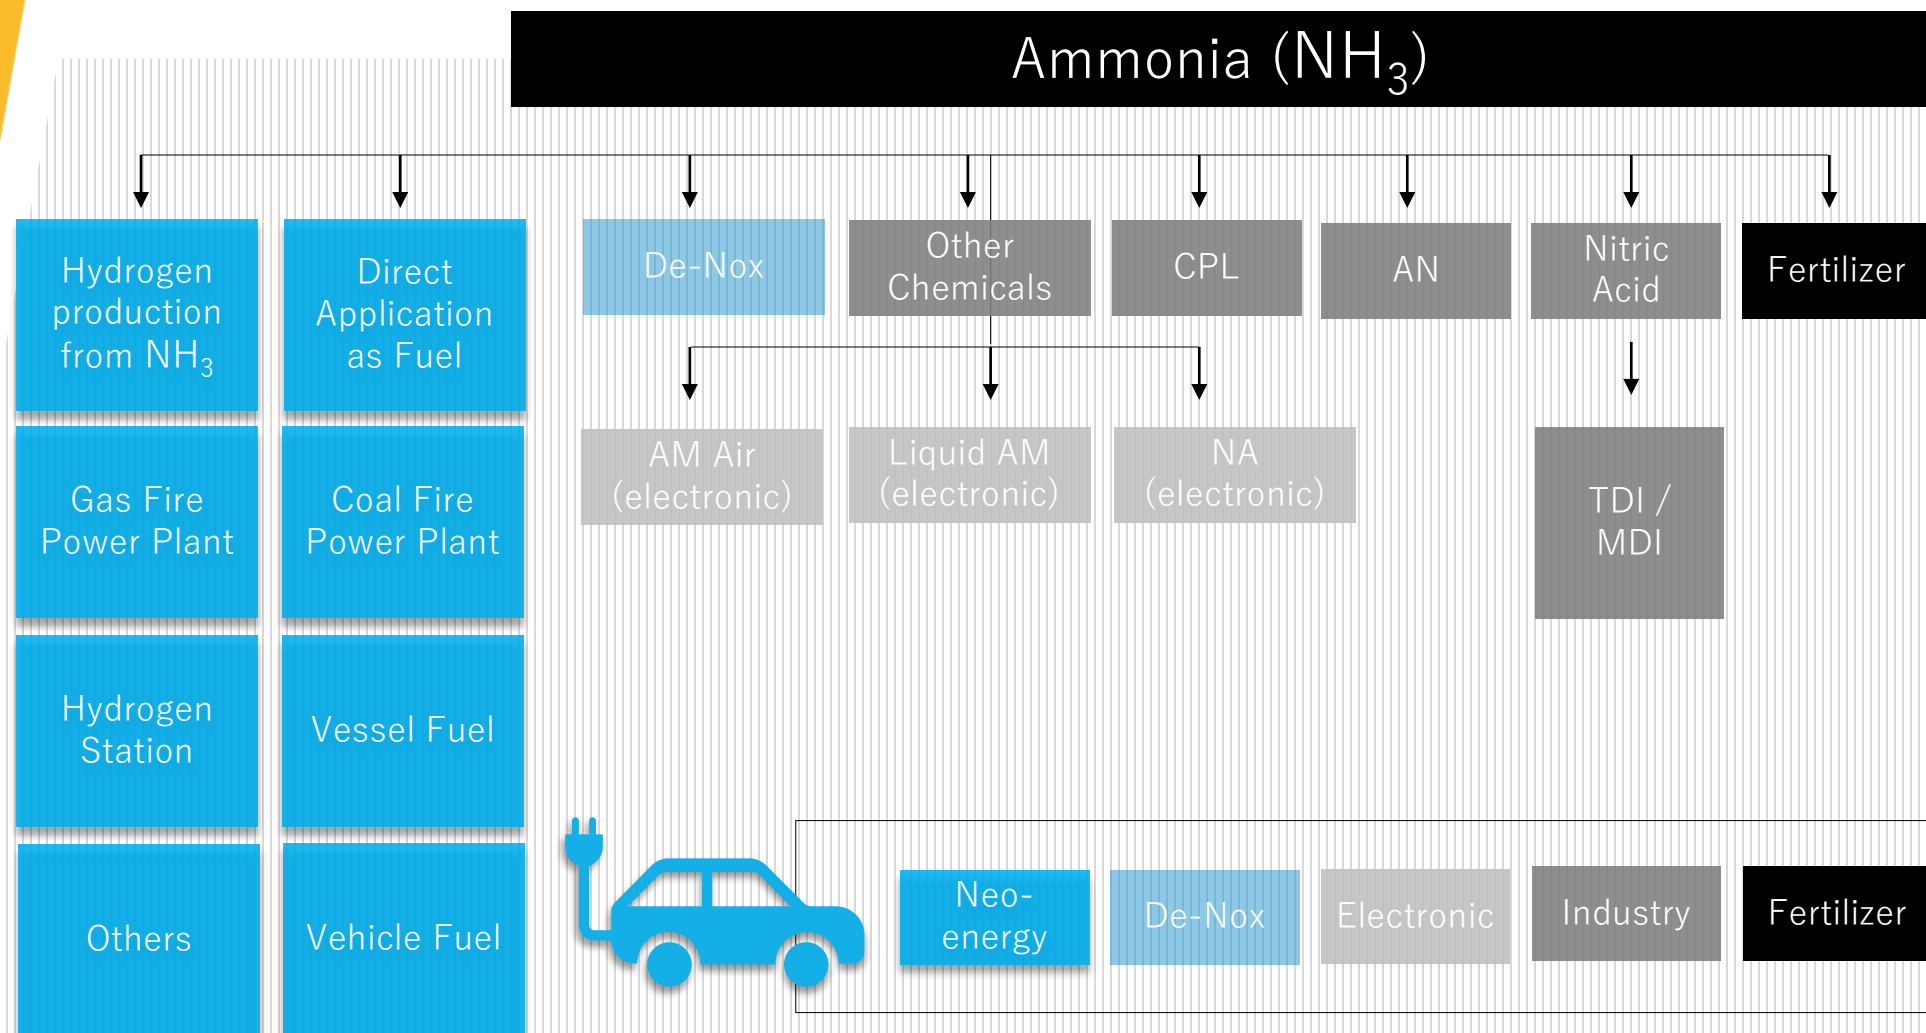 Ammonia (NH₃)
Hydrogen
production
from NH₃
Direct
Application
as Fuel
De-Nox
Other
Chemicals
CPL
AN
Nitric
Acid
Fertilizer
AM Air
(electronic)
Liquid AM
(electronic)
NA
(electronic)
Gas Fire
Power Plant
Coal Fire
Power Plant
TDI /
MDI
Hydrogen
Station
Vessel Fuel
Others
Vehicle Fuel
Neo-
energy
De-Nox
Electronic
Industry
Fertilizer